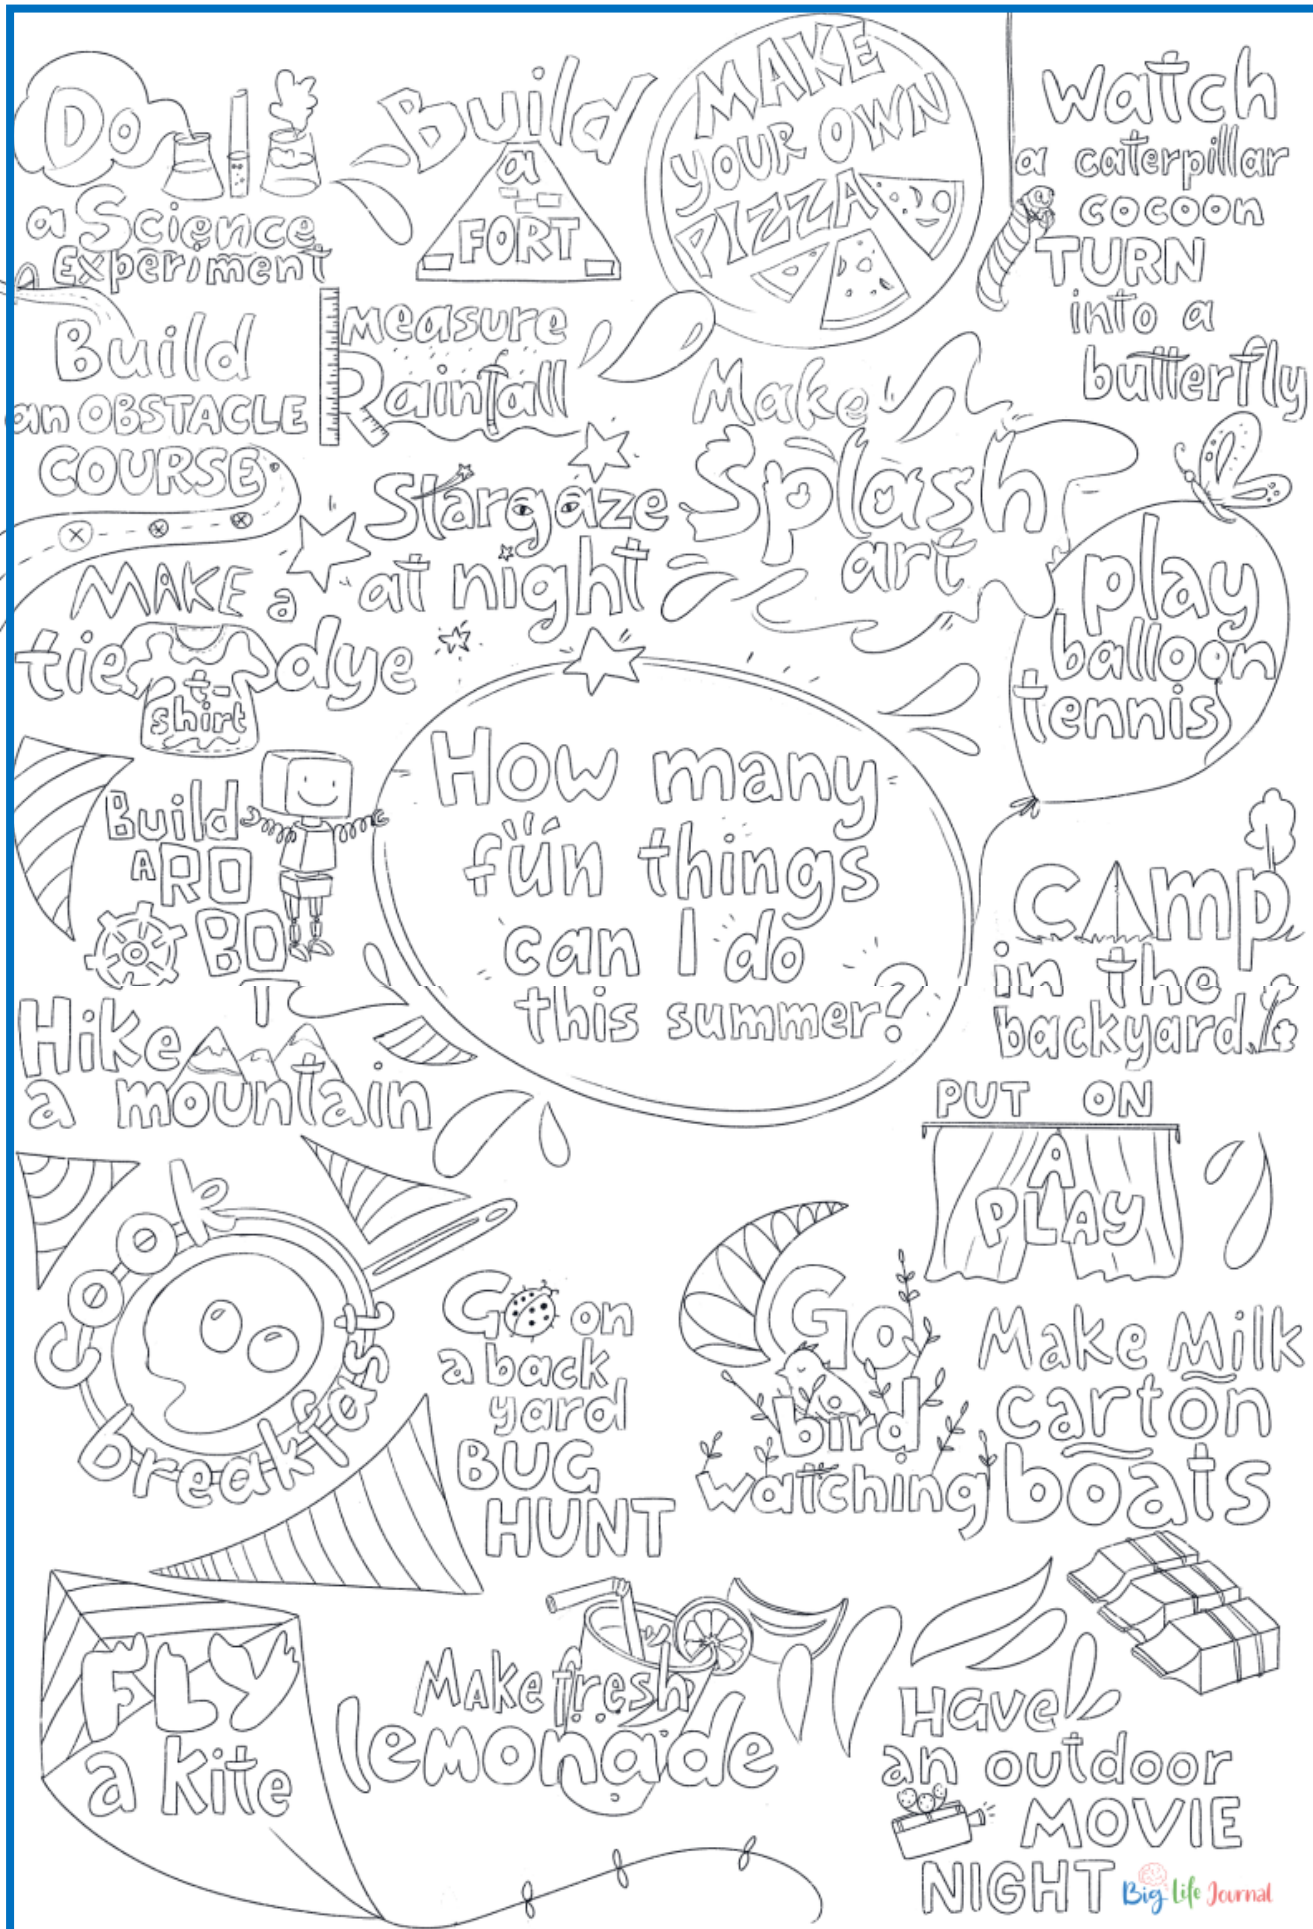 Do
a Science
Experiment
Build
a
FORT
MAKE
YOUR OWN
PIZZA
watch
a caterpillar
cocoon
TURN
into a
butterfly
Build
an OBSTACLE
COURSE
measure
Rainfall
Make
Splash
art
Stargaze
at night
MAKE a
tie dye
t-
shirt
play
balloon
tennis
Build
A RO
BO
T
How many
fun things
can I do
this summer?
camp
in the
backyard
Hike
a mountain
PUT ON
A
PLAY
cook
breakfast
Go on
a back
yard
BUG
HUNT
Go
bird
watching
Make Milk
carton
boats
FLY
a kite
Make fresh
lemonade
Have
an outdoor
MOVIE
NIGHT
Big Life Journal